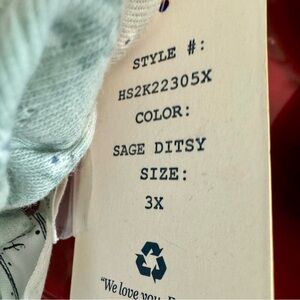 STYLE #:
HS2K22305X
COLOR:
SAGE DITSY
SIZE:
3X
"We love you,